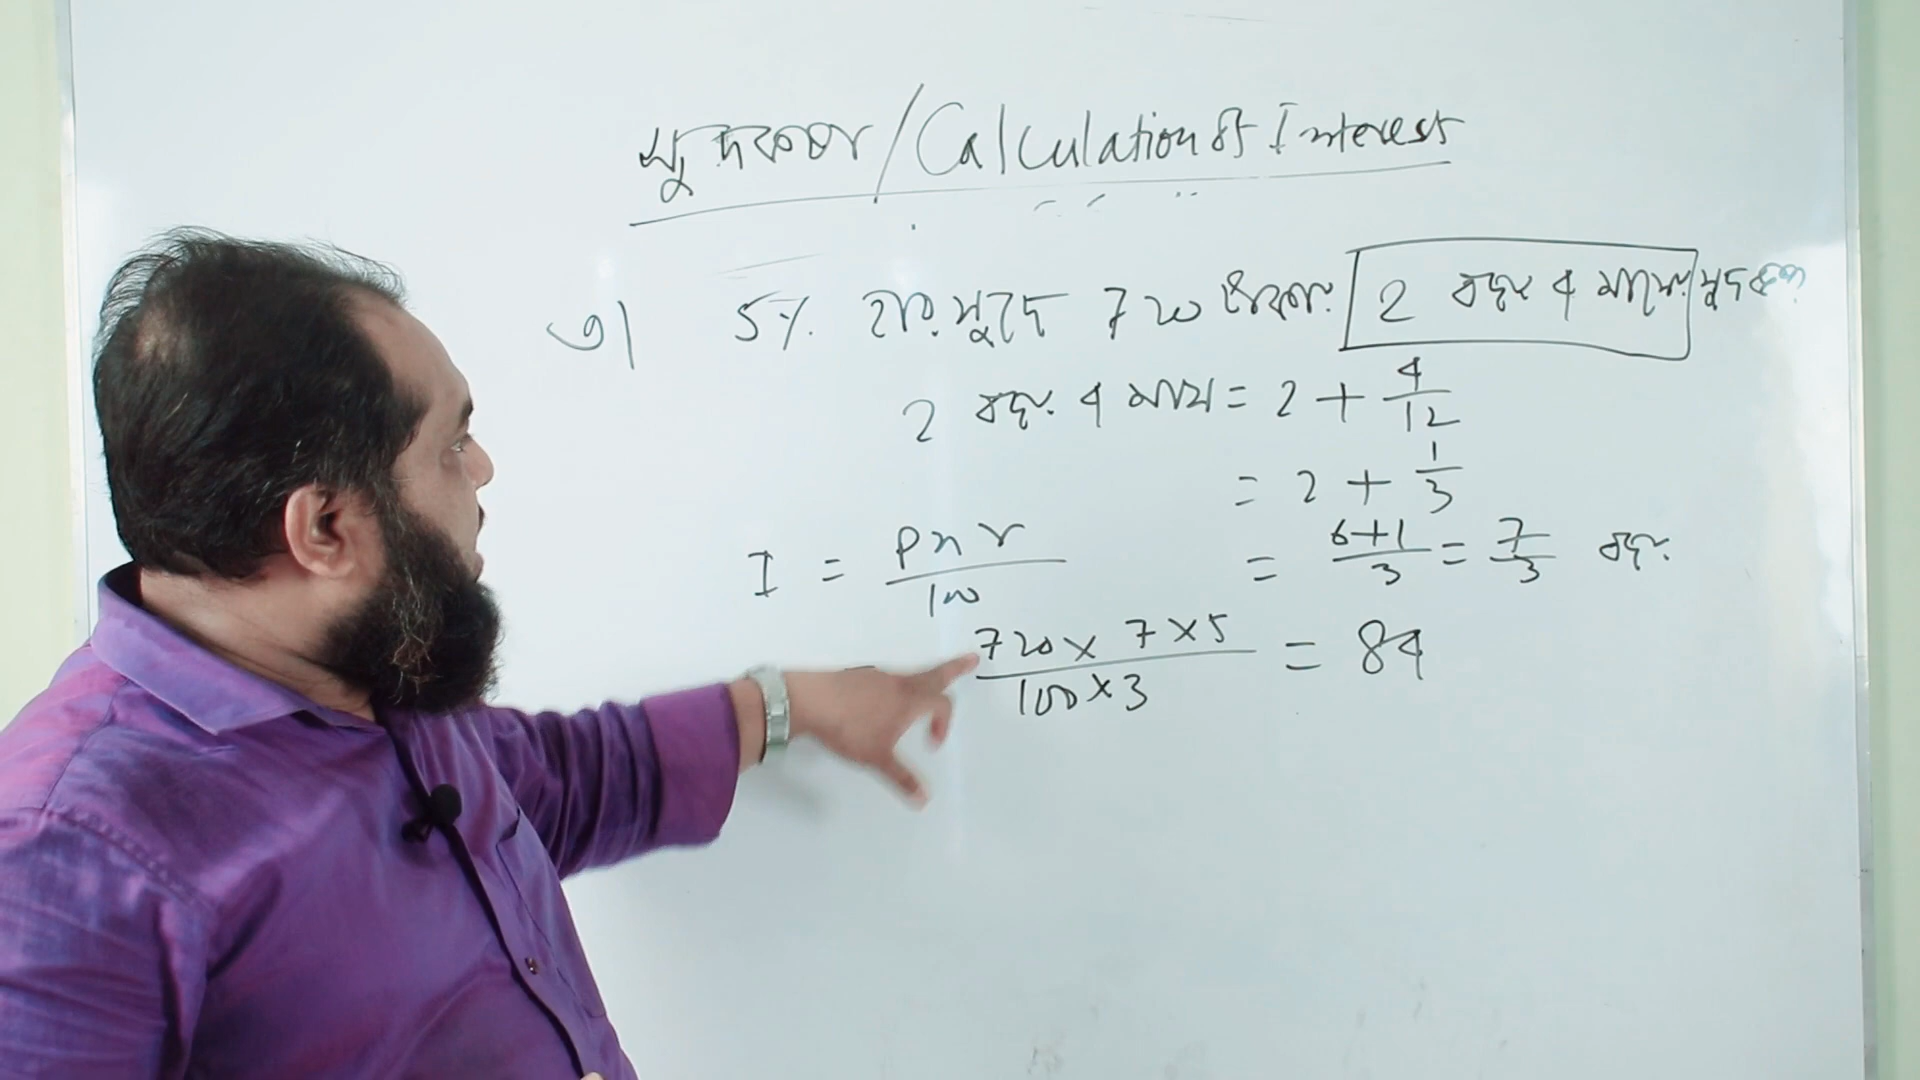 সুদকষা / Calculation of Interest
৩| 5% হারে সুদে 720 টাকার 2 বছর 4 মাসের সুদ কত
2 বছর 4 মাস = 2 + 4/12
= 2 + 1/3
= 6+1/3 = 7/3 বছর
I = pnr/100
= 720 x 7 x 5/100 x 3 = 84